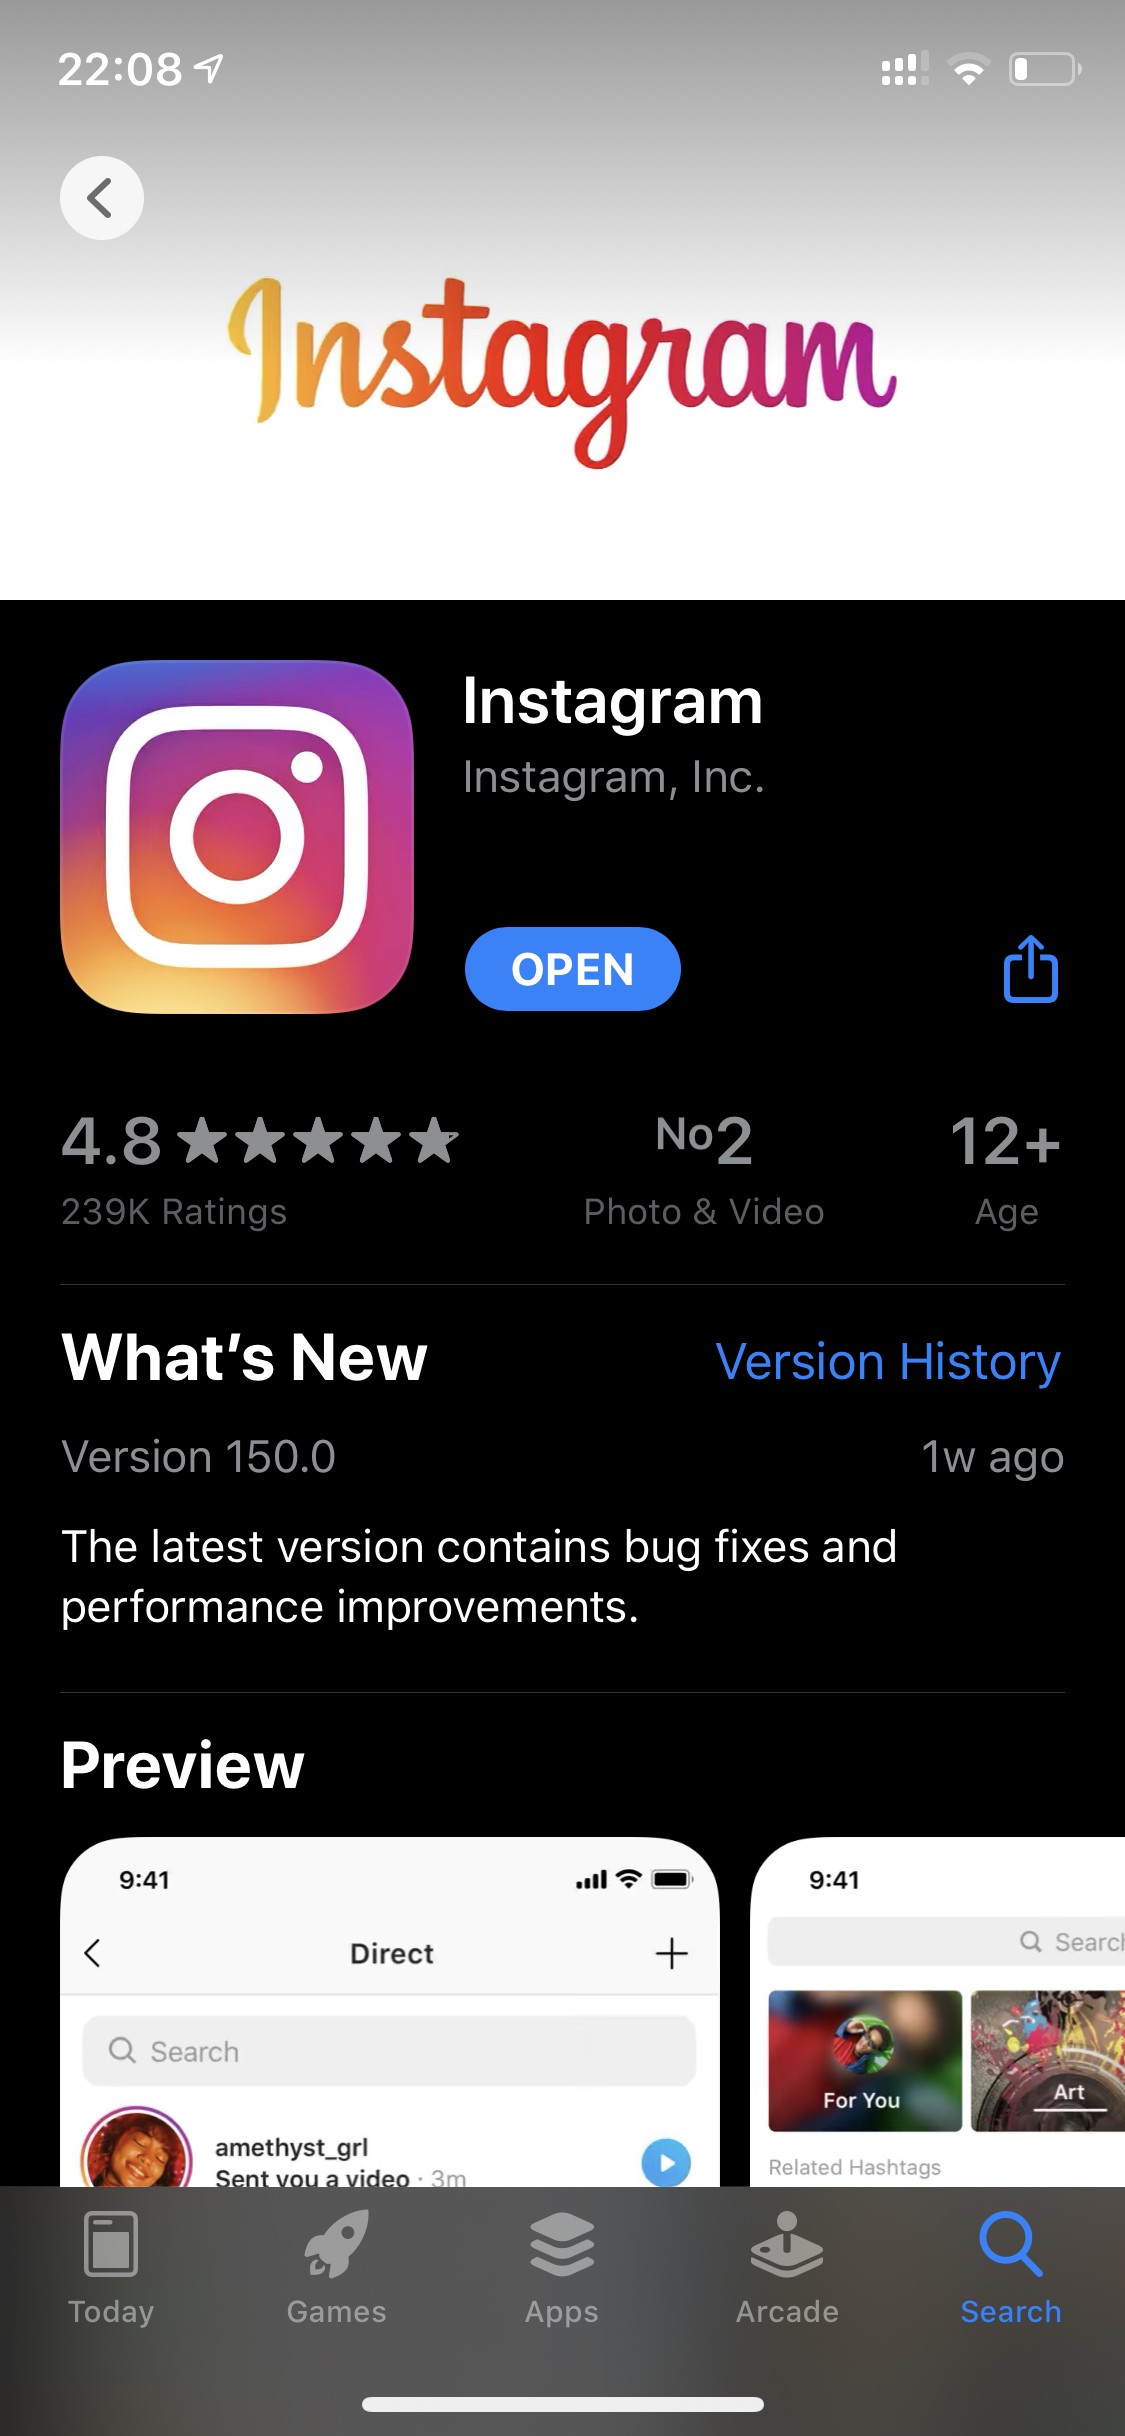 22:08
Instagram
Instagram
Instagram, Inc.
OPEN
4.8
No2
12+
239K Ratings
Photo & Video
Age
What's New
Version History
Version 150.0
1w ago
The latest version contains bug fixes and
performance improvements.
Preview
9:41
Direct
Search
amethyst_grl
Sent you a video · 3m
9:41
Search
For You
Art
Related Hashtags
Today
Games
Apps
Arcade
Search